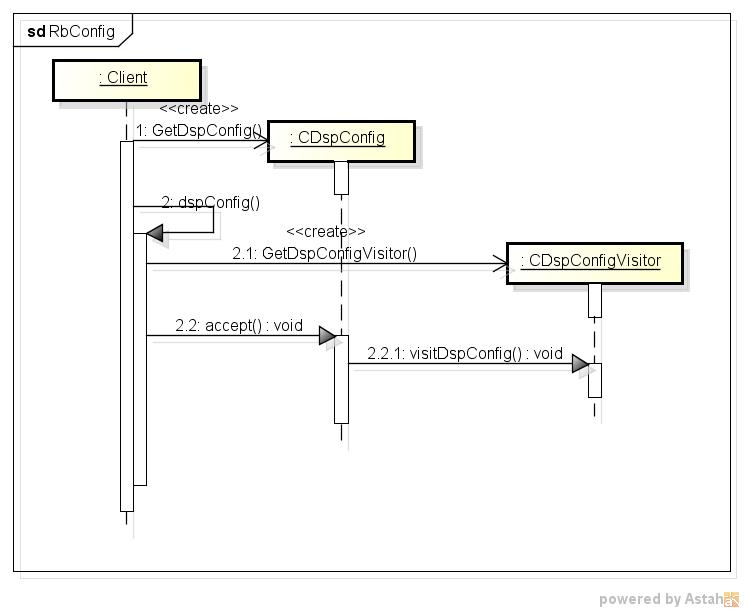 sd RbConfig
: Client
<<create>>
1: GetDspConfig()
: CDspConfig
2: dspConfig()
<<create>>
2.1: GetDspConfigVisitor()
: CDspConfigVisitor
2.2: accept() : void
2.2.1: visitDspConfig() : void
powered by Astah